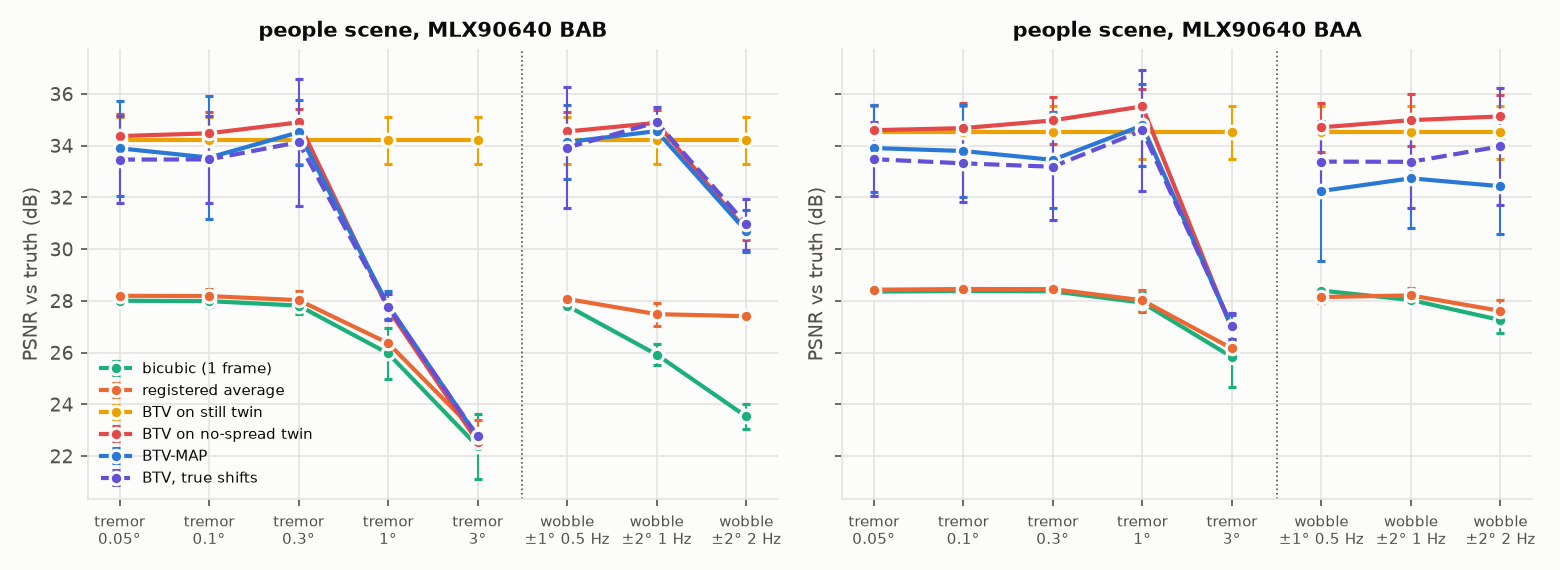 people scene, MLX90640 BAB
people scene, MLX90640 BAA
PSNR vs truth (dB)
36
34
32
30
28
26
24
22
bicubic (1 frame)
registered average
BTV on still twin
BTV on no-spread twin
BTV-MAP
BTV, true shifts
tremor
0.05°
tremor
0.1°
tremor
0.3°
tremor
1°
tremor
3°
wobble
±1° 0.5 Hz
wobble
±2° 1 Hz
wobble
±2° 2 Hz
PSNR vs truth (dB)
tremor
0.05°
tremor
0.1°
tremor
0.3°
tremor
1°
tremor
3°
wobble
±1° 0.5 Hz
wobble
±2° 1 Hz
wobble
±2° 2 Hz